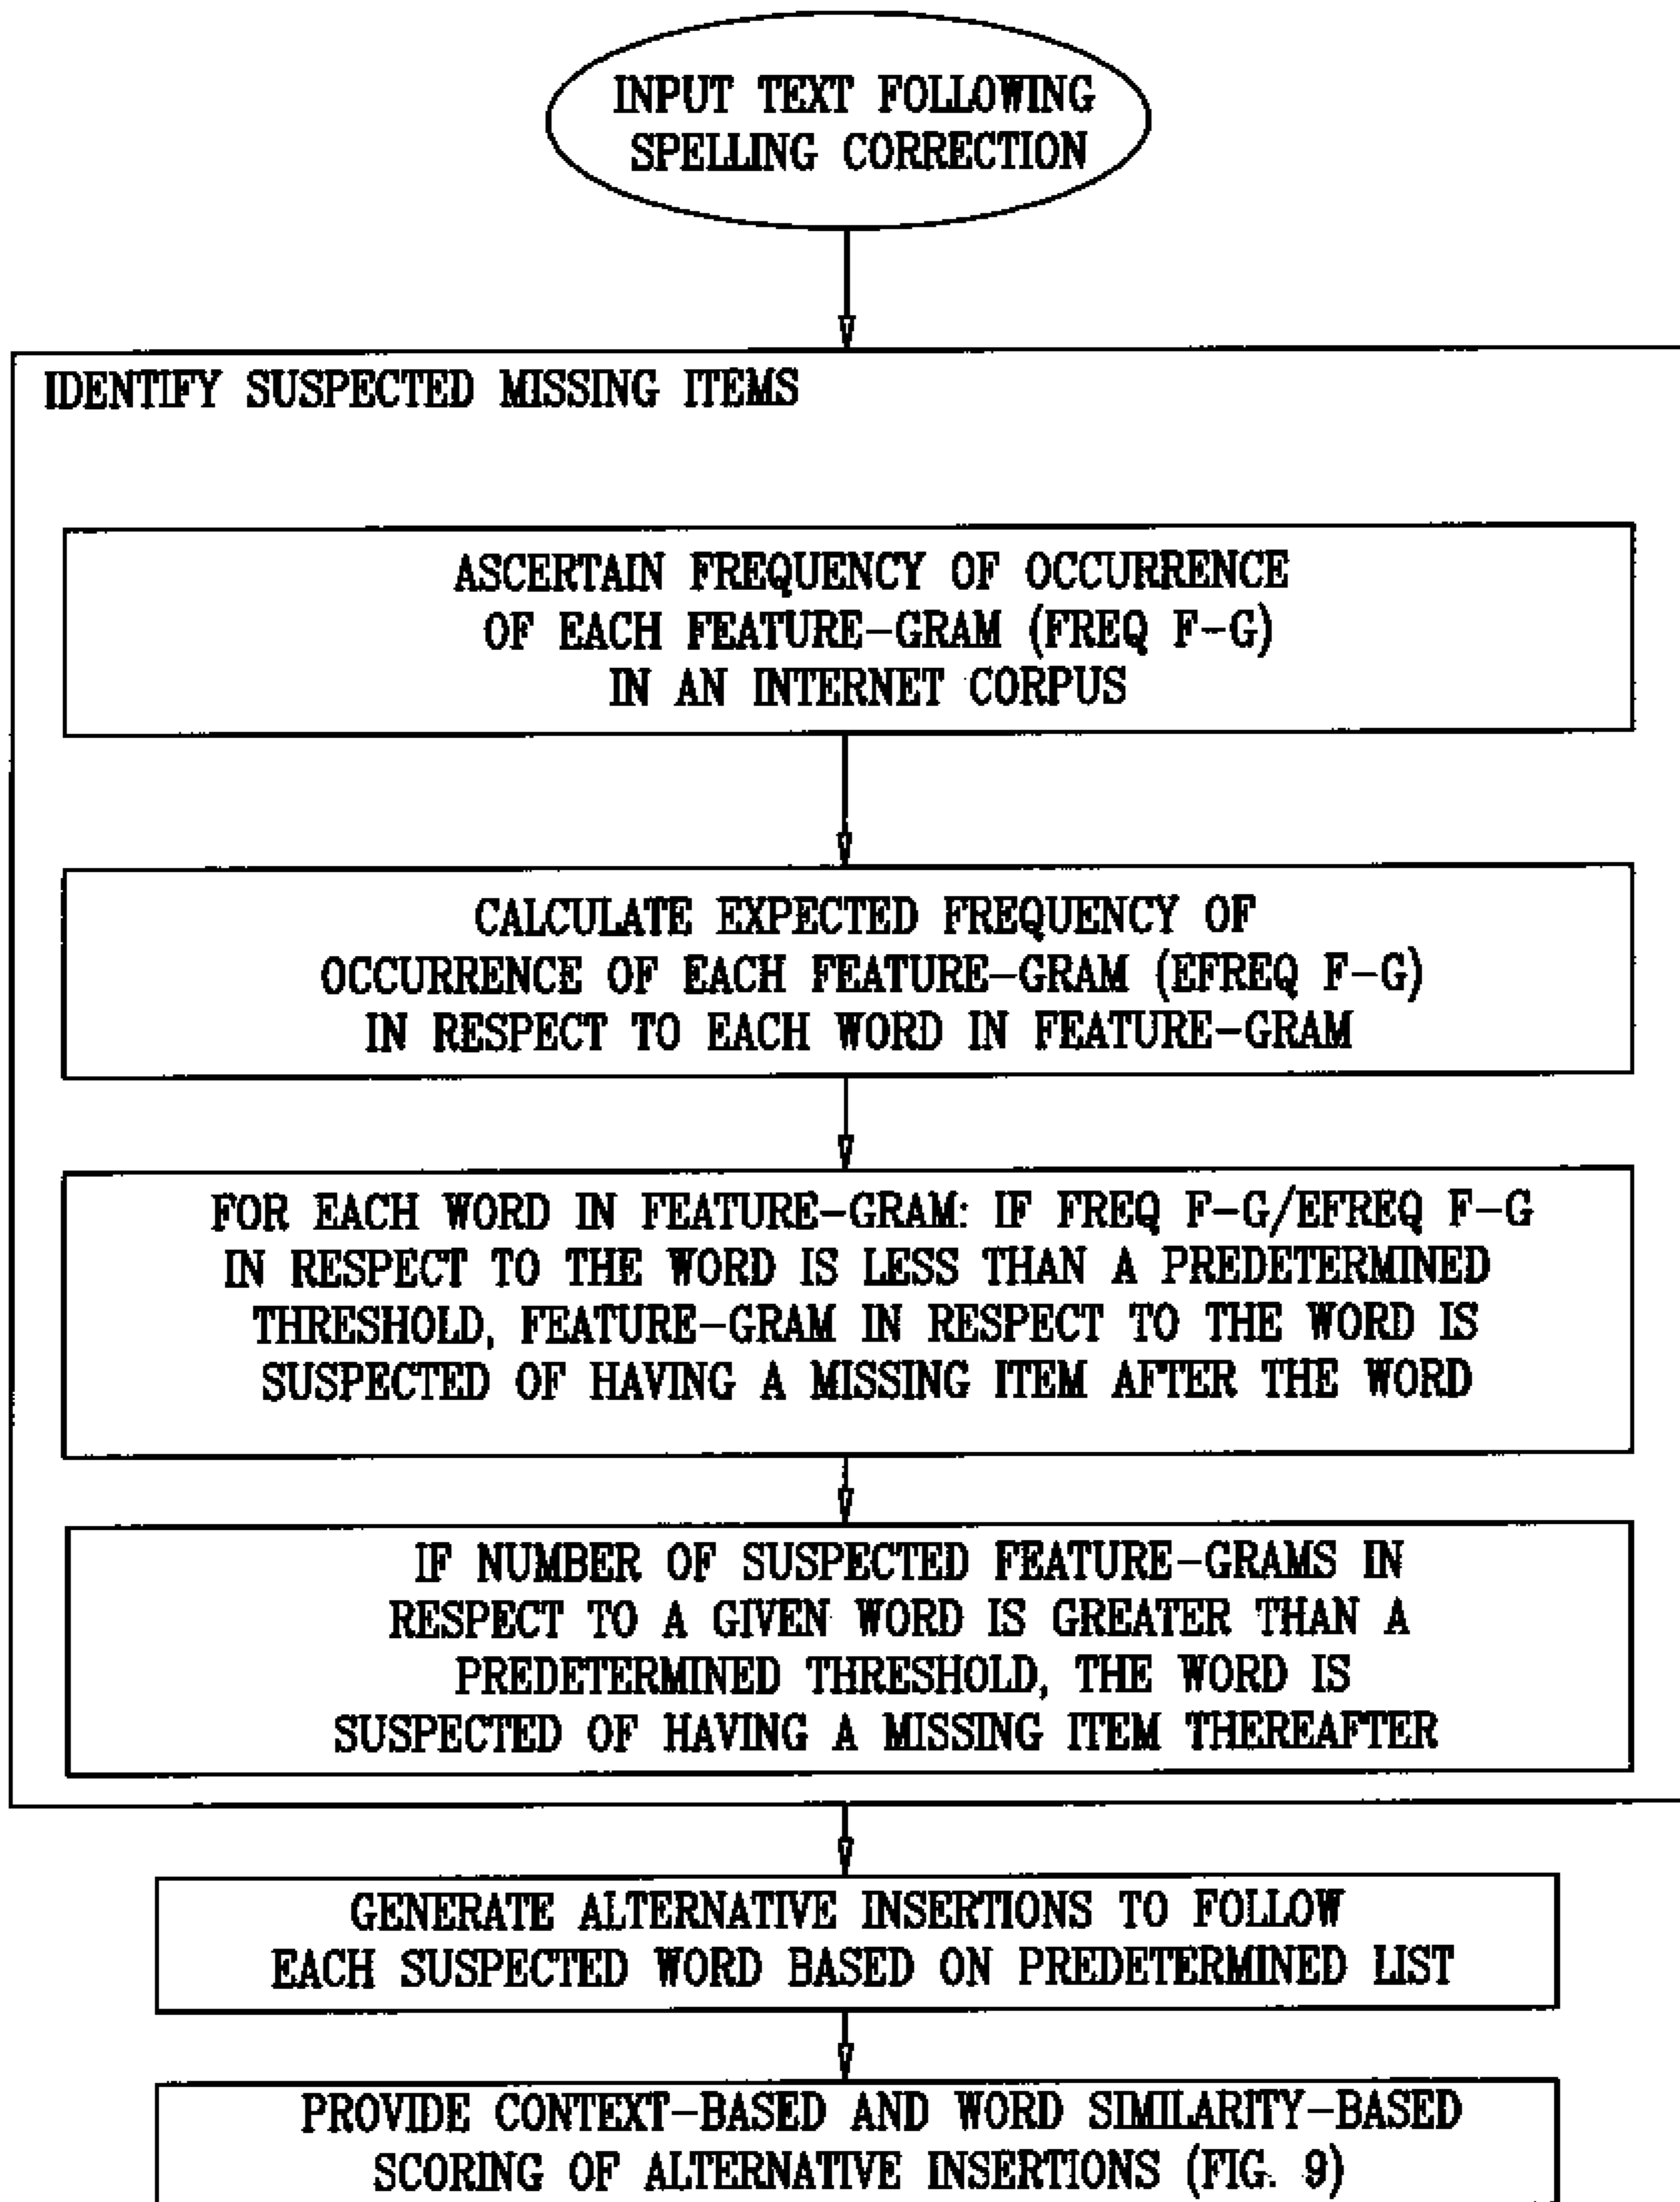 INPUT TEXT FOLLOWING
SPELLING CORRECTION
IDENTIFY SUSPECTED MISSING ITEMS
ASCERTAIN FREQUENCY OF OCCURRENCE
OF EACH FEATURE-GRAM (FREQ F-G)
IN AN INTERNET CORPUS
CALCULATE EXPECTED FREQUENCY OF
OCCURRENCE OF EACH FEATURE-GRAM (EFREQ F-G)
IN RESPECT TO EACH WORD IN FEATURE-GRAM
FOR EACH WORD IN FEATURE-GRAM: IF FREQ F-G/EFREQ F-G
IN RESPECT TO THE WORD IS LESS THAN A PREDETERMINED
THRESHOLD, FEATURE-GRAM IN RESPECT TO THE WORD IS
SUSPECTED OF HAVING A MISSING ITEM AFTER THE WORD
IF NUMBER OF SUSPECTED FEATURE-GRAMS IN
RESPECT TO A GIVEN WORD IS GREATER THAN A
PREDETERMINED THRESHOLD, THE WORD IS
SUSPECTED OF HAVING A MISSING ITEM THEREAFTER
GENERATE ALTERNATIVE INSERTIONS TO FOLLOW
EACH SUSPECTED WORD BASED ON PREDETERMINED LIST
PROVIDE CONTEXT-BASED AND WORD SIMILARITY-BASED
SCORING OF ALTERNATIVE INSERTIONS (FIG. 9)